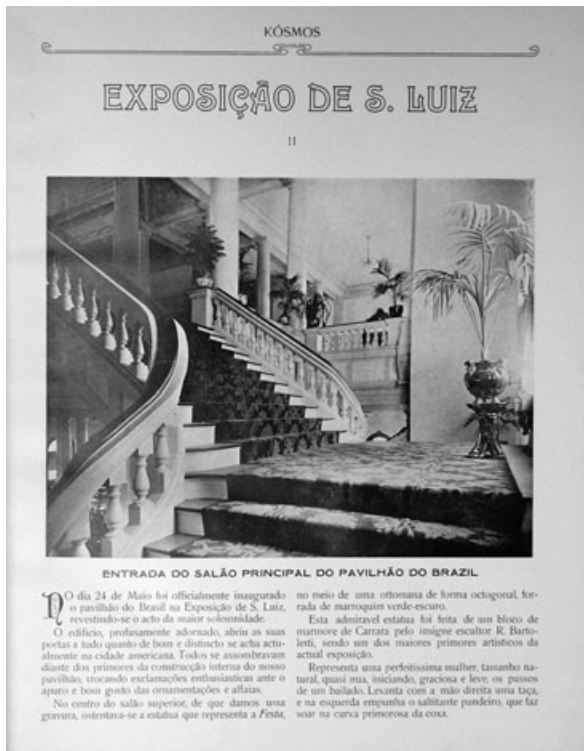 KÓSMOS
EXPOSIÇÃO DE S. LUIZ
II
ENTRADA DO SALÃO PRINCIPAL DO PAVILHÃO DO BRAZIL
NO dia 24 de Maio foi officialmente inaugurado
o pavilhão do Brasil na Exposição de S. Luiz,
revestindo-se o acto da maior solemnidade.
O edificio, profusamente adornado, abriu as suas
portas a tudo quanto de bom e distincto se acha actu-
almente na cidade americana. Todos se assombravam
diante dos primores da construcção interna do nosso
pavilhão, trocando exclamações enthusiasticas ante o
apuro e bom gosto das ornamentações e alfaias.
No centro do salão superior, de que damos uma
gravura, ostentava-se a estatua que representa a Festa,
no meio de uma ottomana de forma octogonal, for-
rada de marroquim verde-escuro.
Esta admiravel estatua foi feita de um bloco de
marmore de Carrara pelo insigne escultor R. Barto-
letti, sendo um dos maiores primores artisticos da
actual exposição.
Representa uma perfeitissima mulher, tamanho na-
tural, quasi nua, iniciando, graciosa e leve, os passos
de um bailado. Levanta com a mão direita uma taça,
e na esquerda empunha o saltitante pandeiro, que faz
soar na curva primorosa da coxa.